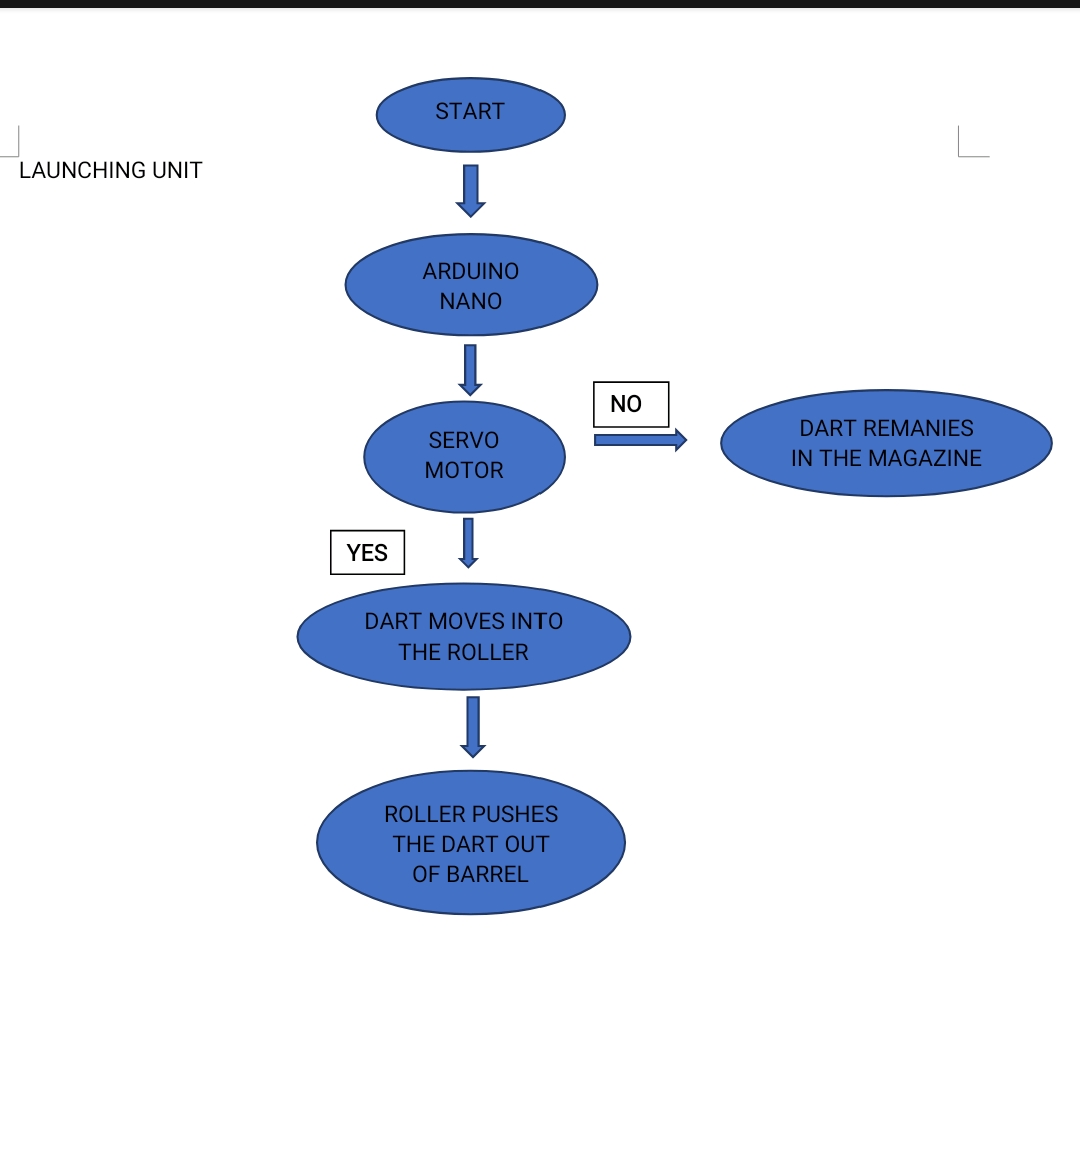 START
LAUNCHING UNIT
ARDUINO
NANO
SERVO
MOTOR
NO
DART REMANIES
IN THE MAGAZINE
YES
DART MOVES INTO
THE ROLLER
ROLLER PUSHES
THE DART OUT
OF BARREL